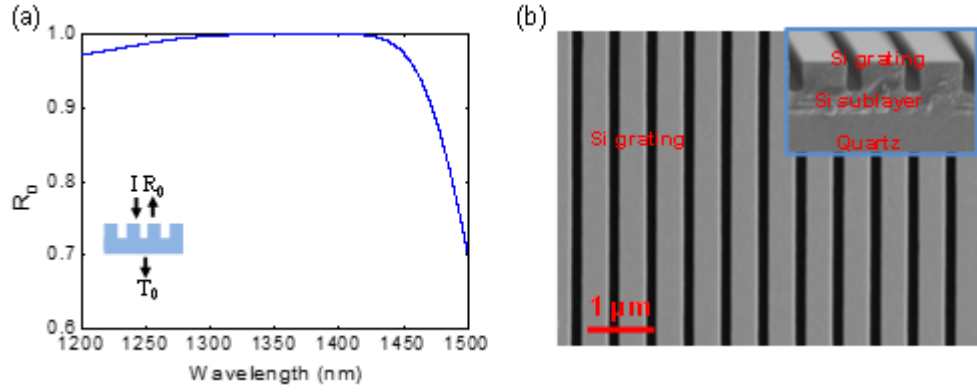 (a)
1.0
0.9
0.8
0.7
0.6
R₀
I R₀
T₀
1200 1250 1300 1350 1400 1450 1500
Wavelength (nm)
(b)
Si grating
Si sublayer
Quartz
Si grating
1 μm